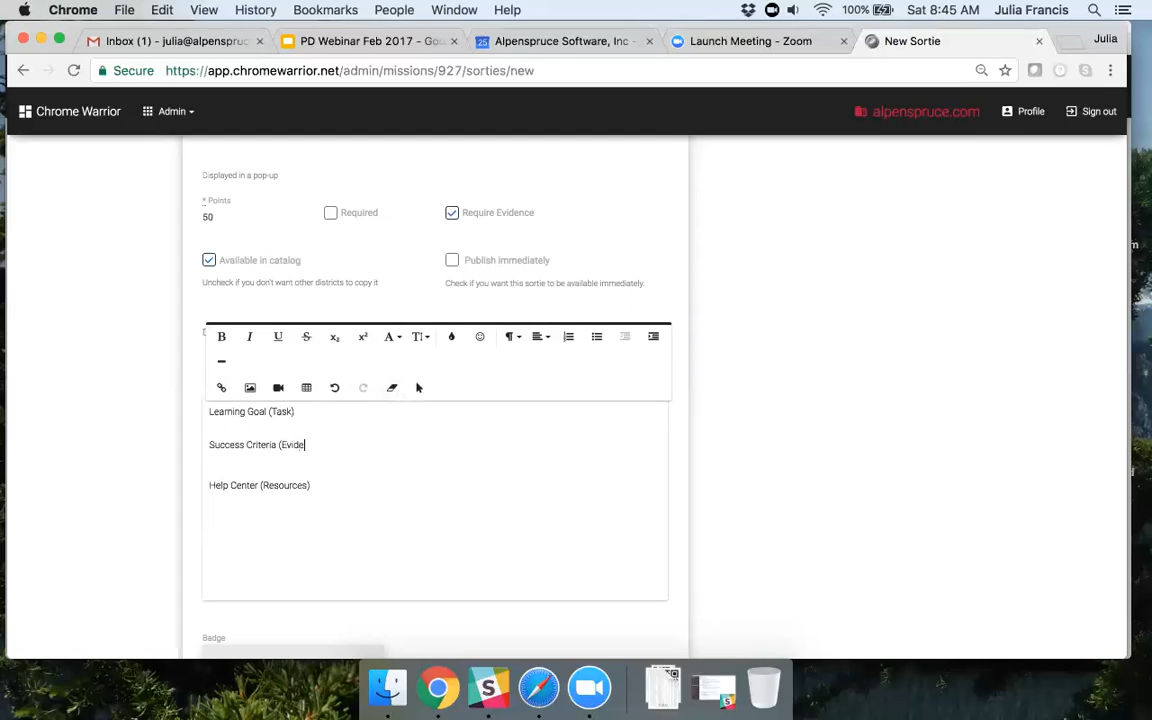 Chrome File Edit View History Bookmarks People Window Help 100% Sat 8:45 AM Julia Francis
Inbox (1) - julia@alpenspruc PD Webinar Feb 2017 - Goo 25 Alpenspruce Software, Inc - Launch Meeting - Zoom New Sortie Julia
Secure https://app.chromewarrior.net/admin/missions/927/sorties/new
Chrome Warrior Admin alpenspruce.com Profile Sign out
Displayed in a pop-up
* Points
50 Required Require Evidence
Available in catalog Publish immediately
Uncheck if you don't want other districts to copy it Check if you want this sortie to be available immediately.
B I U S x₂ x² A T
Learning Goal (Task)
Success Criteria (Evide
Help Center (Resources)
Badge